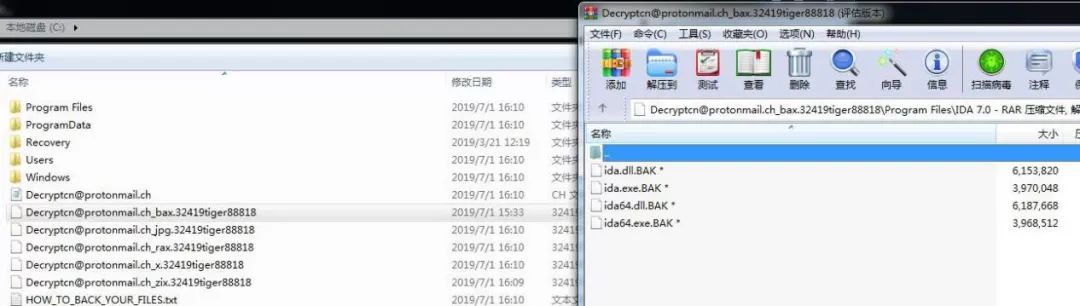 本地磁盘 (C:)
新建文件夹
名称 修改日期 类型
Program Files 2019/7/1 16:10 文件夹
ProgramData 2019/7/1 16:10 文件夹
Recovery 2019/3/21 12:19 文件夹
Users 2019/7/1 16:10 文件夹
Windows 2019/7/1 16:10 文件夹
Decryptcn@protonmail.ch 2019/7/1 16:10 CH 文
Decryptcn@protonmail.ch_bax.32419tiger88818 2019/7/1 15:33 32419
Decryptcn@protonmail.ch_jpg.32419tiger88818 2019/7/1 16:10 32419
Decryptcn@protonmail.ch_rax.32419tiger88818 2019/7/1 16:10 32419
Decryptcn@protonmail.ch_x.32419tiger88818 2019/7/1 16:10 32419
Decryptcn@protonmail.ch_zix.32419tiger88818 2019/7/1 16:09 32419
HOW_TO_BACK_YOUR_FILES.txt 2019/7/1 16:10 文本文
Decryptcn@protonmail.ch_bax.32419tiger88818 (评估版本)
文件(F) 命令(C) 工具(S) 收藏夹(O) 选项(N) 帮助(H)
添加 解压到 测试 查看 删除 查找 向导 信息 扫描病毒 注释
Decryptcn@protonmail.ch_bax.32419tiger88818\Program Files\IDA 7.0 - RAR 压缩文件, 解
名称 大小
..
ida.dll.BAK * 6,153,820
ida.exe.BAK * 3,970,048
ida64.dll.BAK * 6,187,668
ida64.exe.BAK * 3,968,512